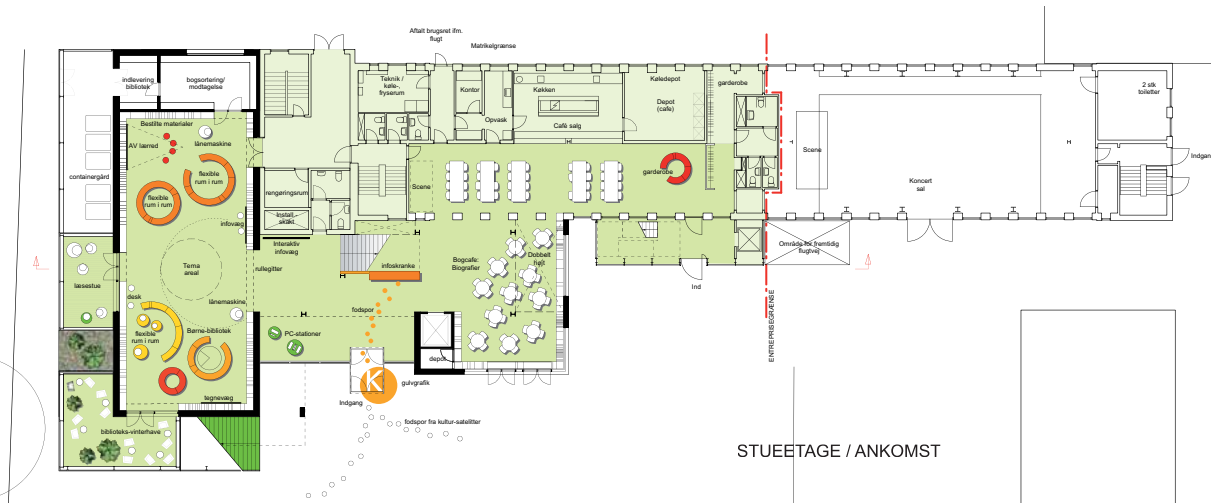 Aftalt brugsret ifm.
flugt
Matrikelgrænse
indlevering
bibliotek
bogsortering/
modtagelse
Teknik /
køle-,
fryserum
Kontor
Køkken
Køledepot
garderobe
2 stk
toiletter
Opvask
Café salg
Depot
(cafe)
Bestilte materialer
AV lærred
lånemaskine
Scene
Indgan
containergård
flexible
rum i rum
flexible
rum i rum
rengøringsrum
Scene
garderobe
Koncert
sal
Install.-
skakt
infovæg
Interaktiv
infovæg
Tema
areal
rullegitter
infoskranke
Bogcafe:
Biografier
Dobbelt
højt
Område for fremtidig
flugtvej
læsestue
Ind
desk
lånemaskine
fodspor
ENTREPRISEGRÆNSE
flexible
rum i rum
Børne-bibliotek
PC-stationer
depot
K
gulvgrafik
tegnevæg
Indgang
biblioteks-vinterhave
fodspor fra kultur-satelitter
STUEETAGE / ANKOMST